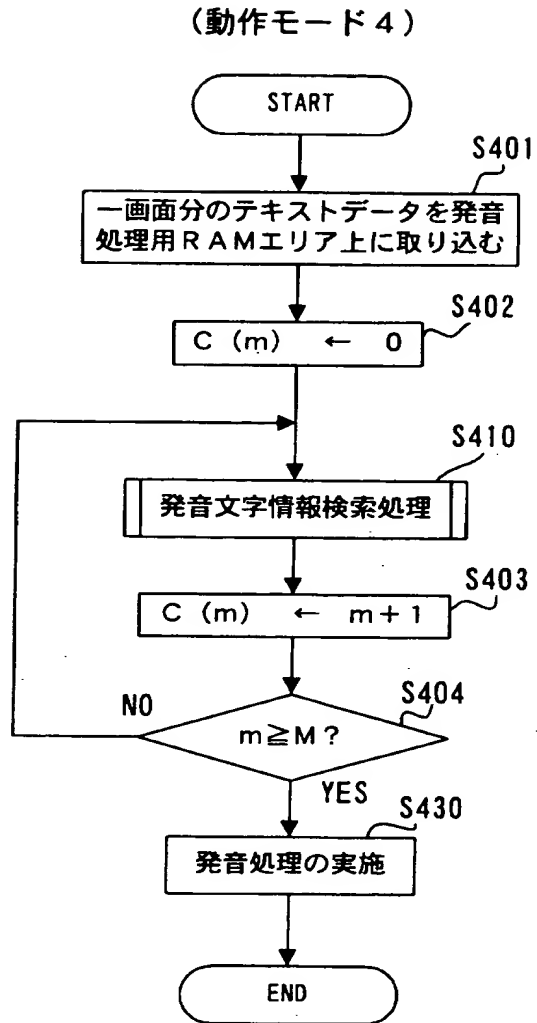 (動作モード4)
START
S401
一画面分のテキストデータを発音
処理用RAMエリア上に取り込む
S402
C (m) ← 0
S410
発音文字情報検索処理
S403
C (m) ← m+1
S404
NO
m≧M?
YES
S430
発音処理の実施
END